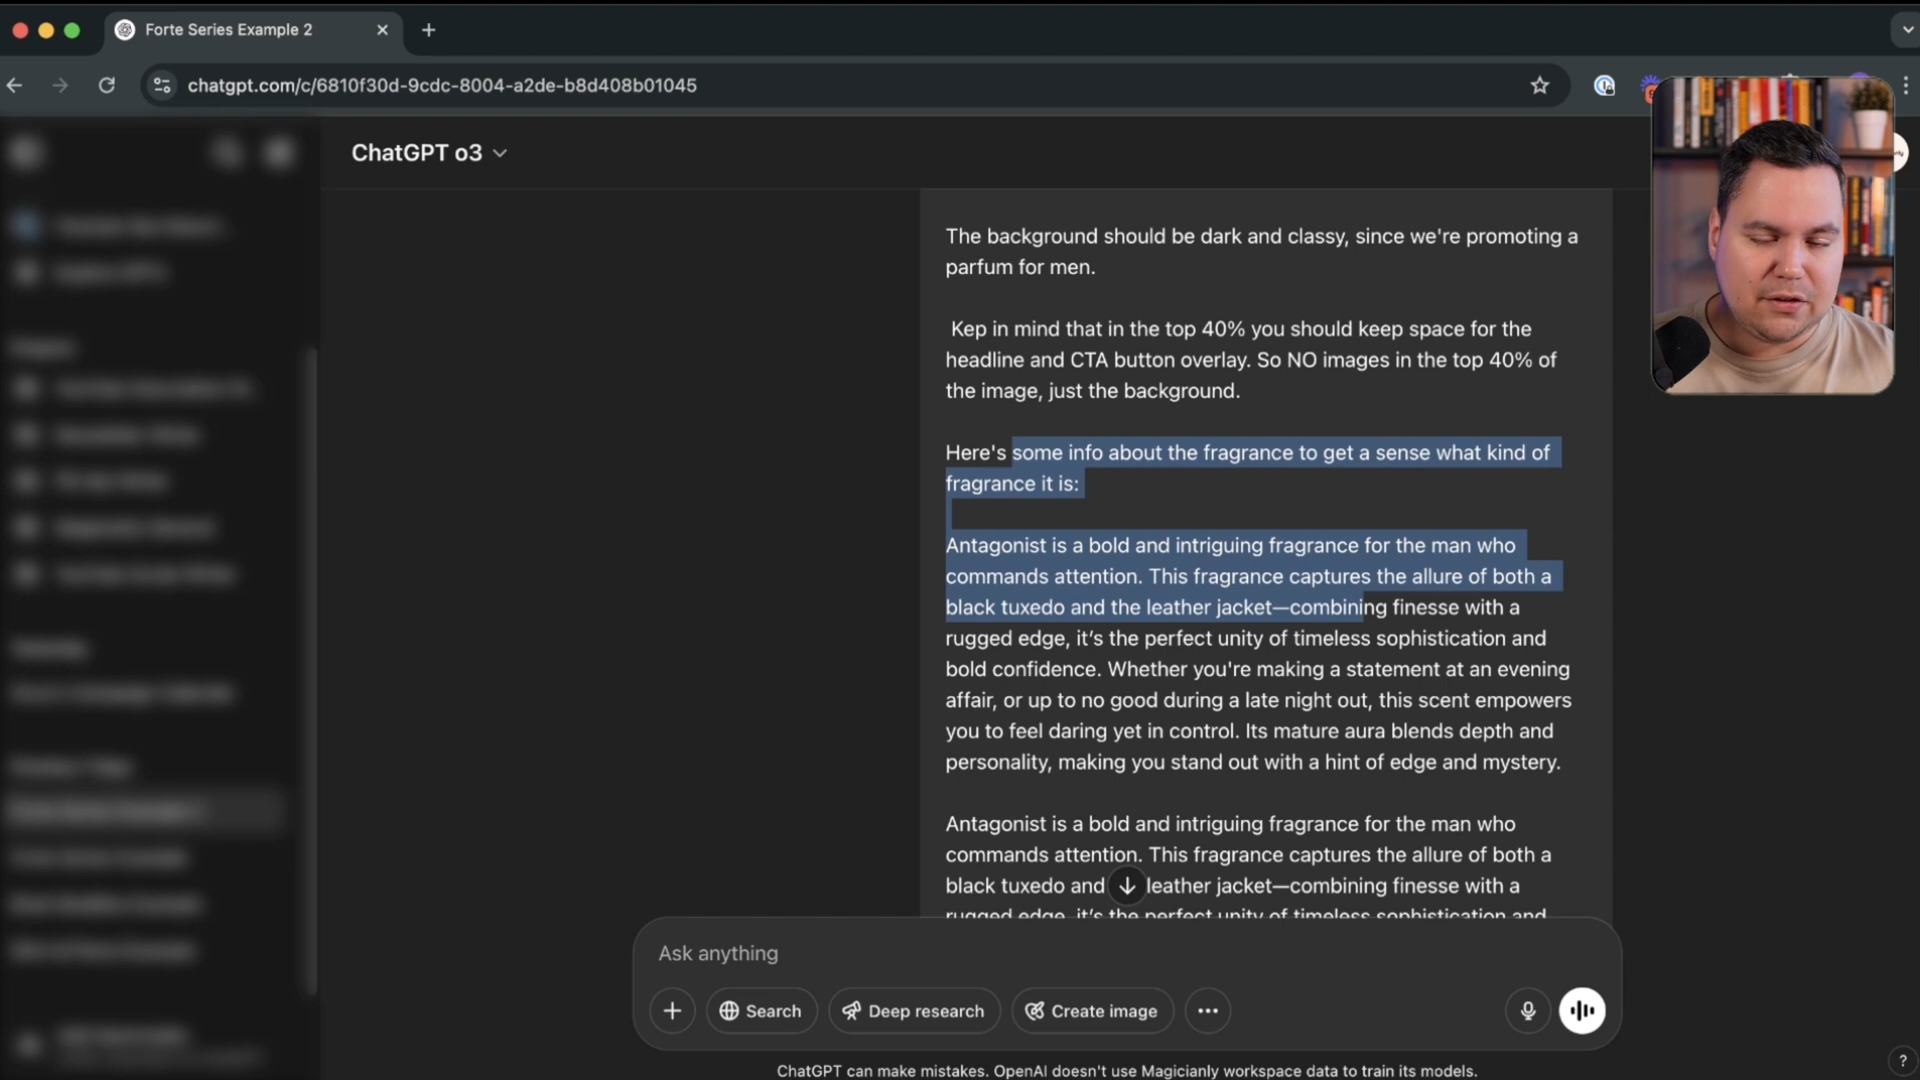 Forte Series Example 2
chatgpt.com/c/6810f30d-9cdc-8004-a2de-b8d408b01045
ChatGPT o3
The background should be dark and classy, since we're promoting a
parfum for men.
Kep in mind that in the top 40% you should keep space for the
headline and CTA button overlay. So NO images in the top 40% of
the image, just the background.
Here's some info about the fragrance to get a sense what kind of
fragrance it is:
Antagonist is a bold and intriguing fragrance for the man who
commands attention. This fragrance captures the allure of both a
black tuxedo and the leather jacket—combining finesse with a
rugged edge, it’s the perfect unity of timeless sophistication and
bold confidence. Whether you're making a statement at an evening
affair, or up to no good during a late night out, this scent empowers
you to feel daring yet in control. Its mature aura blends depth and
personality, making you stand out with a hint of edge and mystery.
Antagonist is a bold and intriguing fragrance for the man who
commands attention. This fragrance captures the allure of both a
black tuxedo and leather jacket—combining finesse with a
rugged edge, it’s the perfect unity of timeless sophistication and
Ask anything
Search
Deep research
Create image
ChatGPT can make mistakes. OpenAI doesn't use Magicianly workspace data to train its models.
?